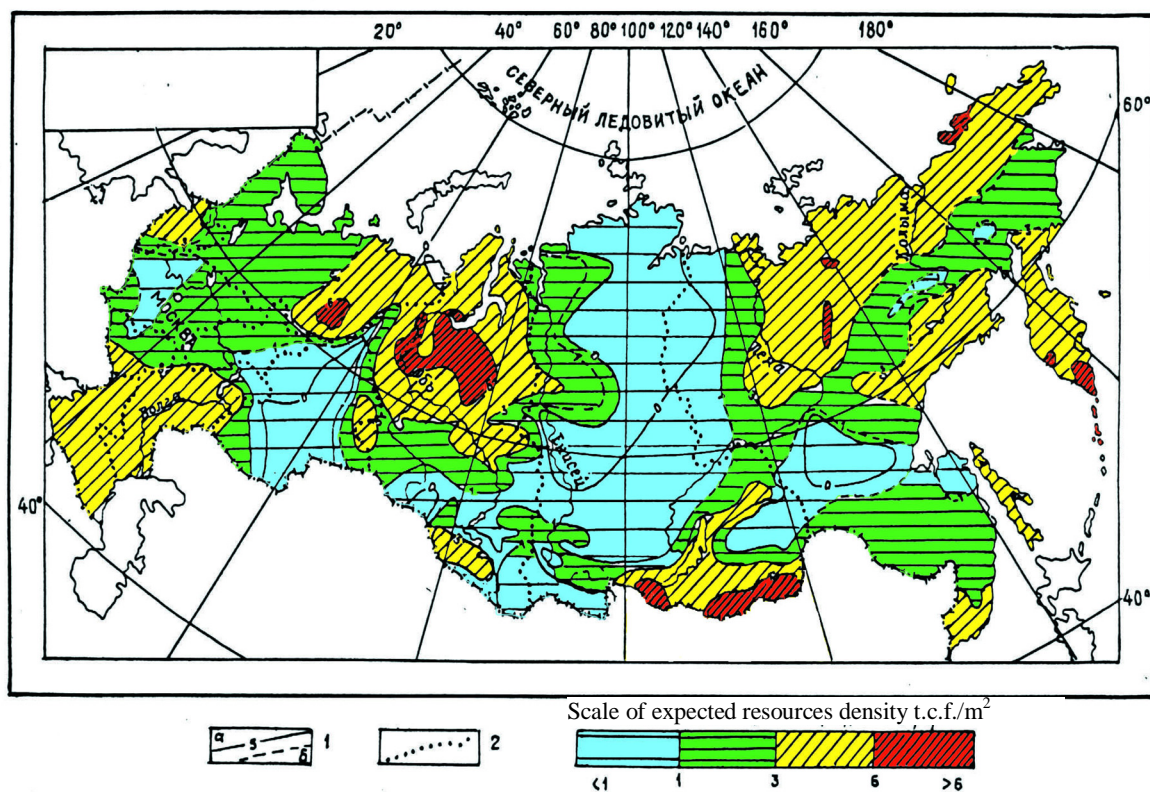 20° 40° 60° 80° 100° 120° 140° 160° 180°
СЕВЕРНЫЙ ЛЕДОВИТЫЙ ОКЕАН
60°
Колыма
Лена
Волга
Енисей
40°
40°
Scale of expected resources density t.c.f./m²
а 3 б 1
2
<1 1 3 6 >6